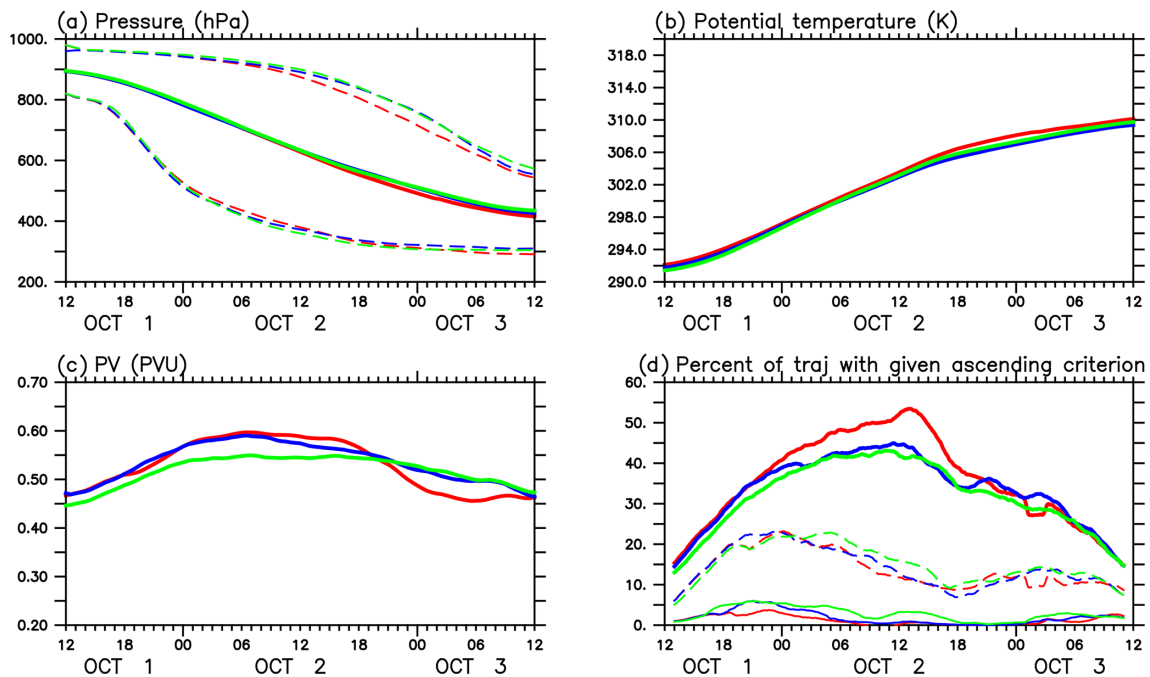 (a) Pressure (hPa)
1000.
800.
600.
400.
200.
12 18 00 06 12 18 00 06 12
OCT 1 OCT 2 OCT 3
(b) Potential temperature (K)
318.0
314.0
310.0
306.0
302.0
298.0
294.0
290.0
12 18 00 06 12 18 00 06 12
OCT 1 OCT 2 OCT 3
(c) PV (PVU)
0.70
0.60
0.50
0.40
0.30
0.20
12 18 00 06 12 18 00 06 12
OCT 1 OCT 2 OCT 3
(d) Percent of traj with given ascending criterion
60.
50.
40.
30.
20.
10.
0.
12 18 00 06 12 18 00 06 12
OCT 1 OCT 2 OCT 3